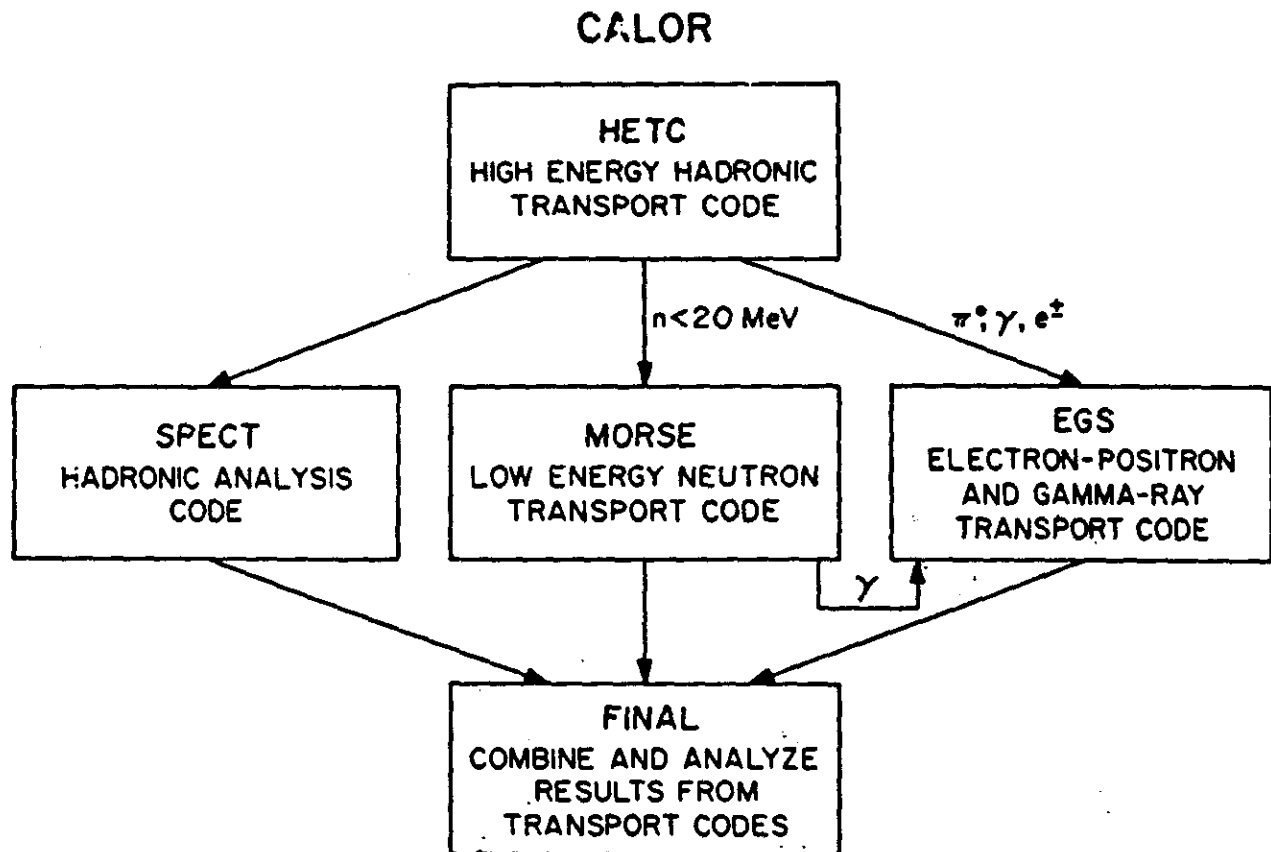 CALOR
HETC
HIGH ENERGY HADRONIC
TRANSPORT CODE
n<20 MeV
π°, γ, e±
SPECT
HADRONIC ANALYSIS
CODE
MORSE
LOW ENERGY NEUTRON
TRANSPORT CODE
EGS
ELECTRON-POSITRON
AND GAMMA-RAY
TRANSPORT CODE
γ
FINAL
COMBINE AND ANALYZE
RESULTS FROM
TRANSPORT CODES